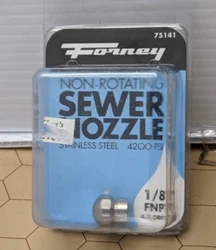 75141
Forney
NON-ROTATING
SEWER
NOZZLE
STAINLESS STEEL 4200 PSI
1/8"
FNPT